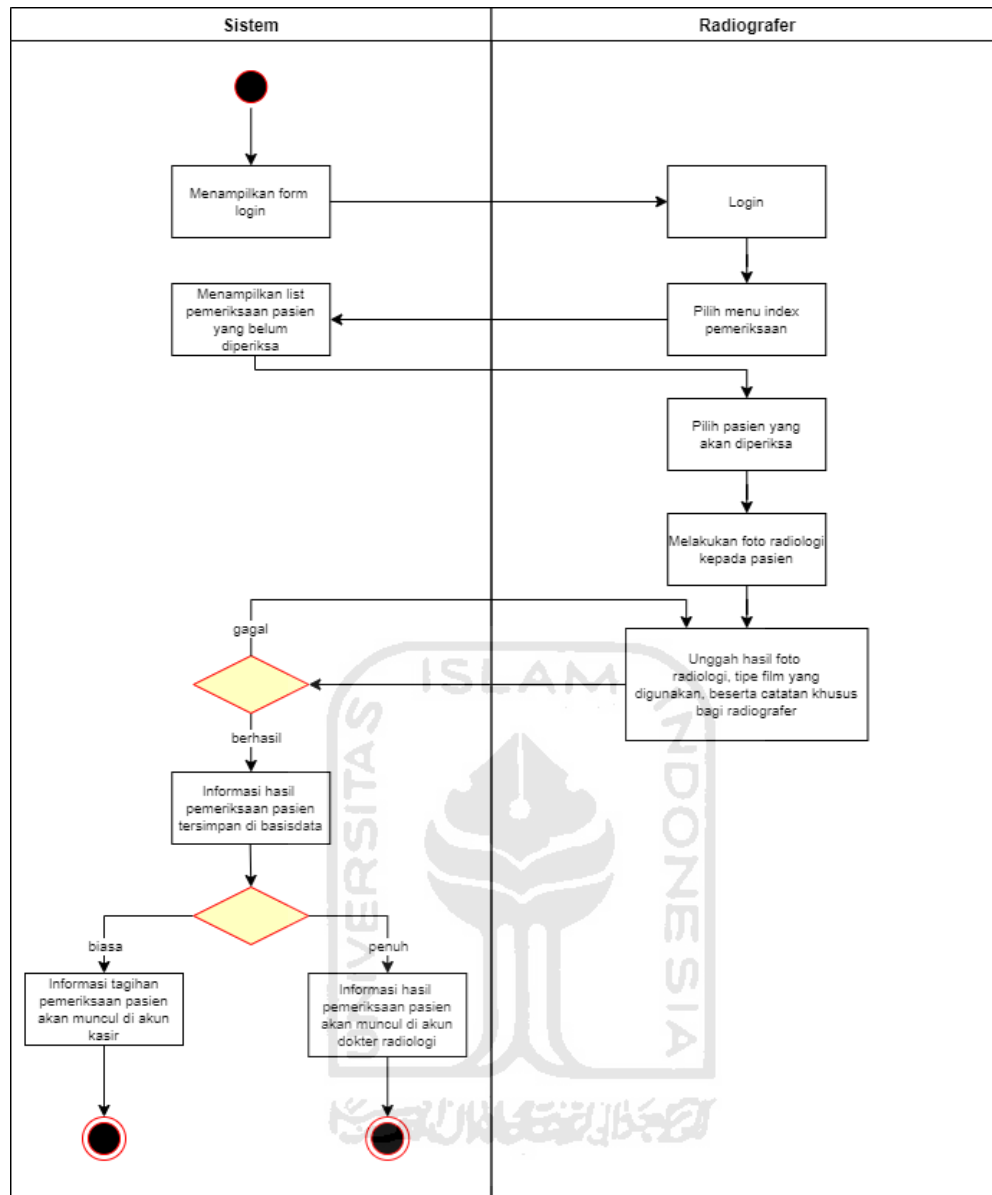 Sistem
Radiografer
Menampilkan form
login
Login
Menampilkan list
pemeriksaan pasien
yang belum
diperiksa
Pilih menu index
pemeriksaan
Pilih pasien yang
akan diperiksa
Melakukan foto radiologi
kepada pasien
gagal
Unggah hasil foto
radiologi, tipe film yang
digunakan, beserta catatan khusus
bagi radiografer
berhasil
Informasi hasil
pemeriksaan pasien
tersimpan di basisdata
biasa
penuh
Informasi tagihan
pemeriksaan pasien
akan muncul di akun
kasir
Informasi hasil
pemeriksaan pasien
akan muncul di akun
dokter radiologi
UNIVERSITAS
ISLAM
INDONESIA